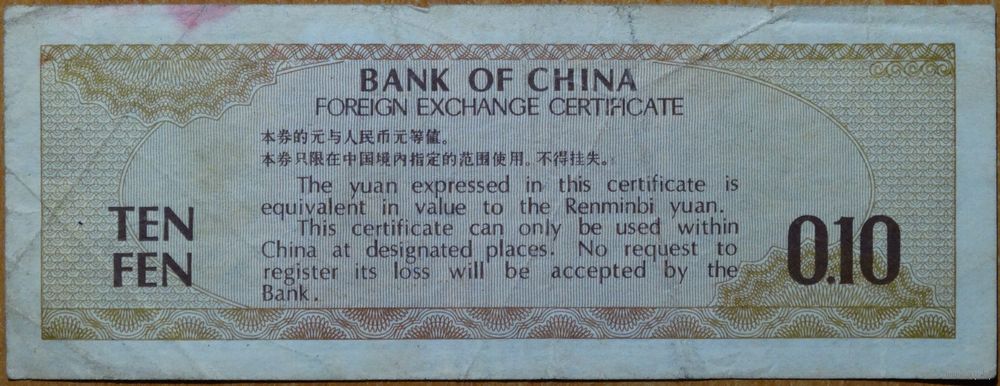 BANK OF CHINA
FOREIGN EXCHANGE CERTIFICATE
本券的元与人民币元等值。
本券只限在中国境内指定的范围使用。不得挂失。
The yuan expressed in this certificate is
equivalent in value to the Renminbi yuan.
This certificate can only be used within
China at designated places. No request to
register its loss will be accepted by the
Bank.
TEN
FEN
0.10